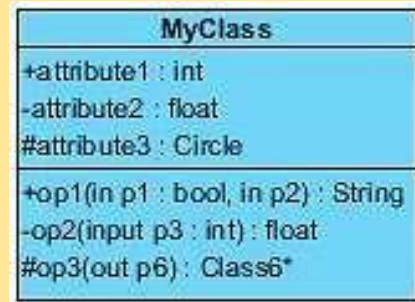 MyClass
+attribute1 : int
-attribute2 : float
#attribute3 : Circle
+op1(in p1 : bool, in p2) : String
-op2(input p3 : int) : float
#op3(out p6) : Class6*